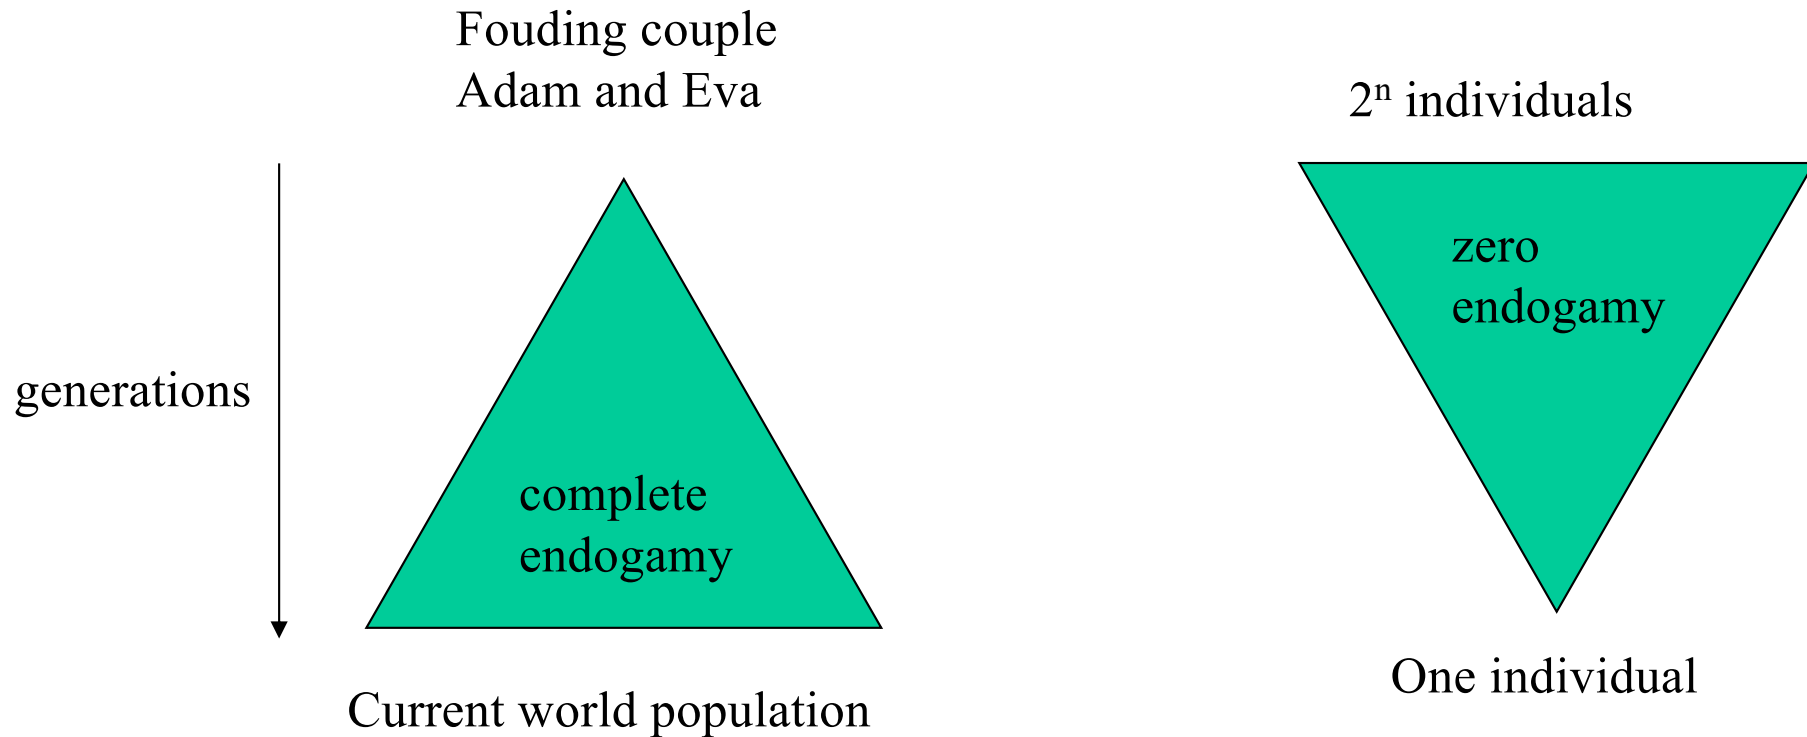 Fouding couple
Adam and Eva
2ⁿ individuals
zero
endogamy
generations
complete
endogamy
One individual
Current world population